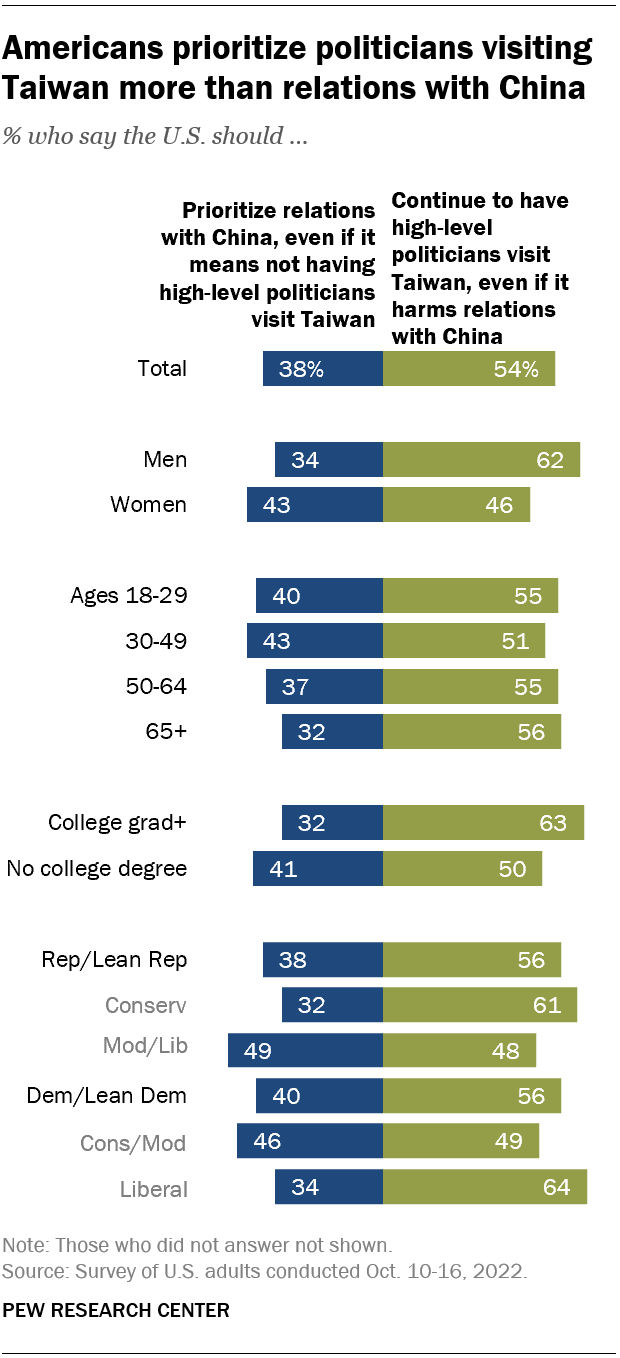 Americans prioritize politicians visiting
Taiwan more than relations with China
% who say the U.S. should ...
Prioritize relations
with China, even if it
means not having
high-level politicians
visit Taiwan
Continue to have
high-level
politicians visit
Taiwan, even if it
harms relations
with China
Total 38% 54%
Men 34 62
Women 43 46
Ages 18-29 40 55
30-49 43 51
50-64 37 55
65+ 32 56
College grad+ 32 63
No college degree 41 50
Rep/Lean Rep 38 56
Conserv 32 61
Mod/Lib 49 48
Dem/Lean Dem 40 56
Cons/Mod 46 49
Liberal 34 64
Note: Those who did not answer not shown.
Source: Survey of U.S. adults conducted Oct. 10-16, 2022.
PEW RESEARCH CENTER